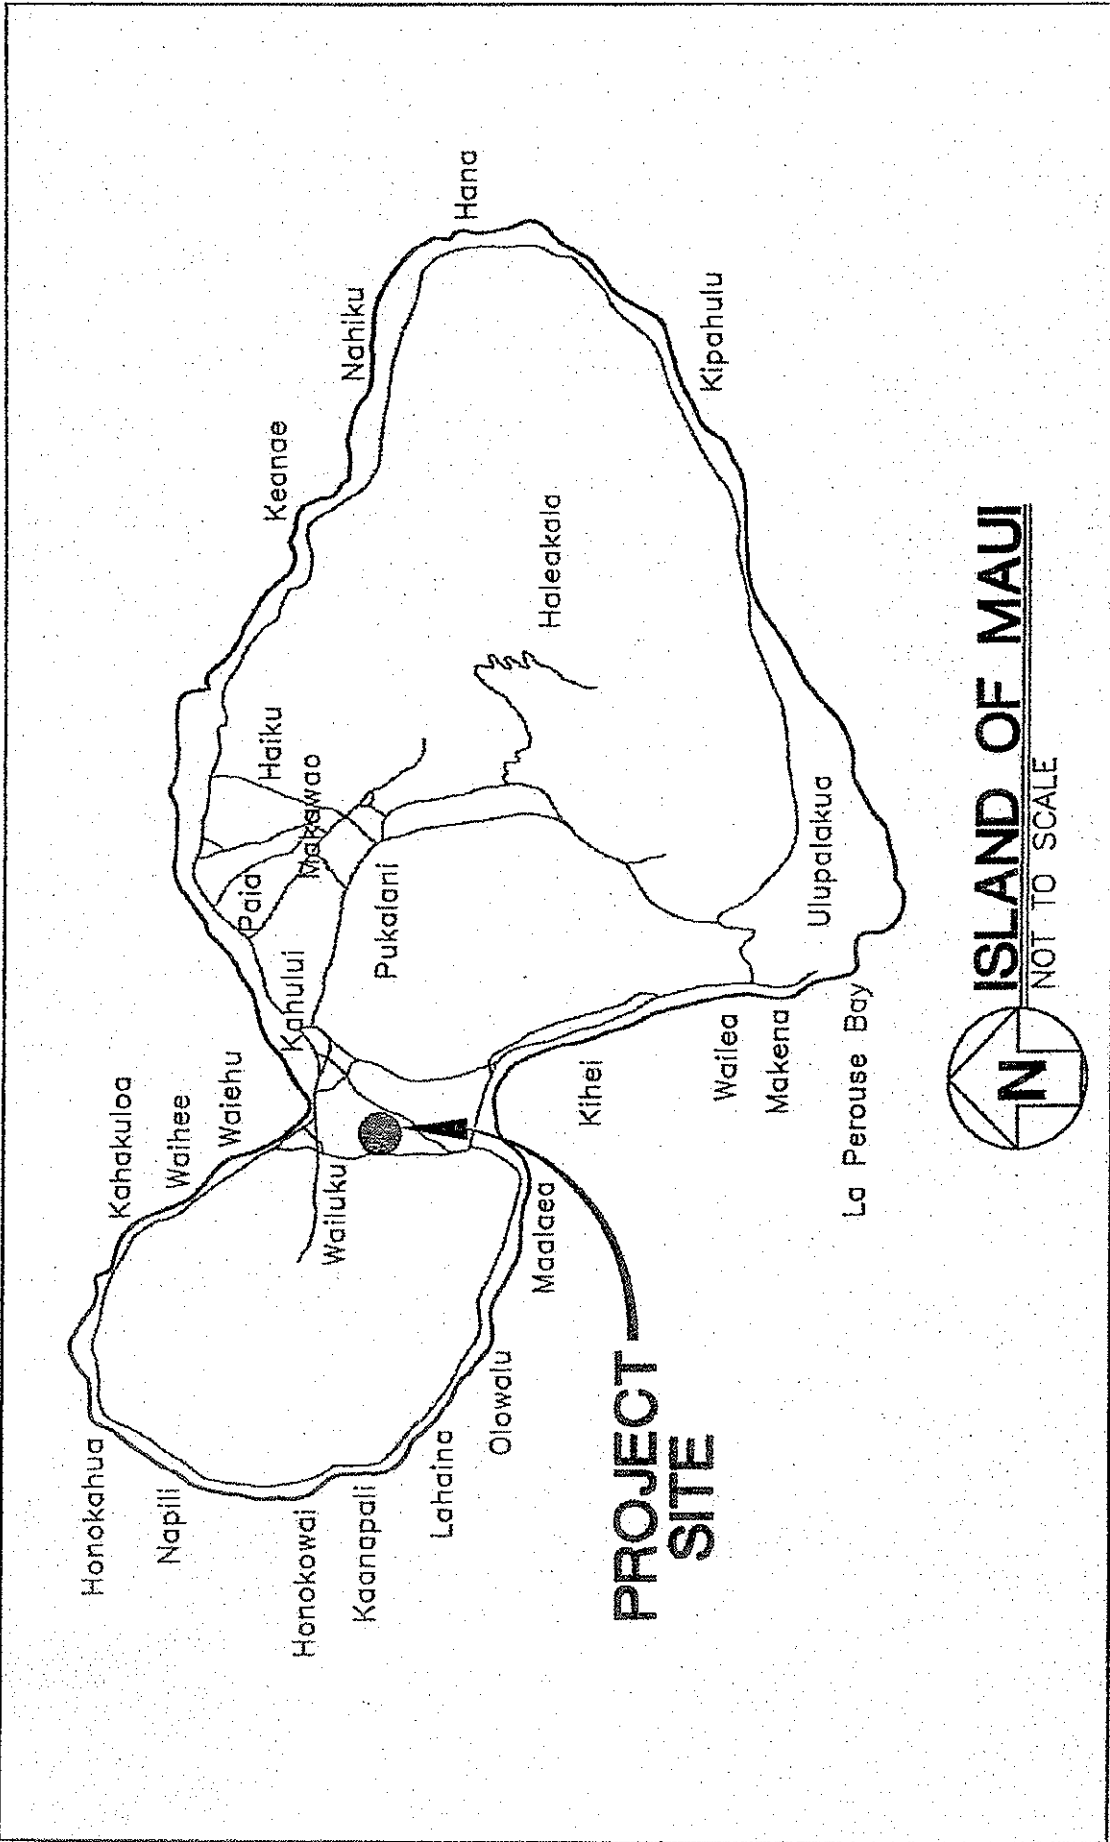 Honokahua
Napili
Honokowai
Kaanapali
Lahaina
Olowalu
Kahakuloa
Waihee
Waiehu
Wailuku
Maalaea
Kahului
Paia
Haiku
Makawao
Pukalani
Keanae
Nahiku
Hana
Haleakala
Kipahulu
Kihei
Wailea
Makena
Ulupalakua
La Perouse Bay
PROJECT
SITE
N
ISLAND OF MAUI
NOT TO SCALE